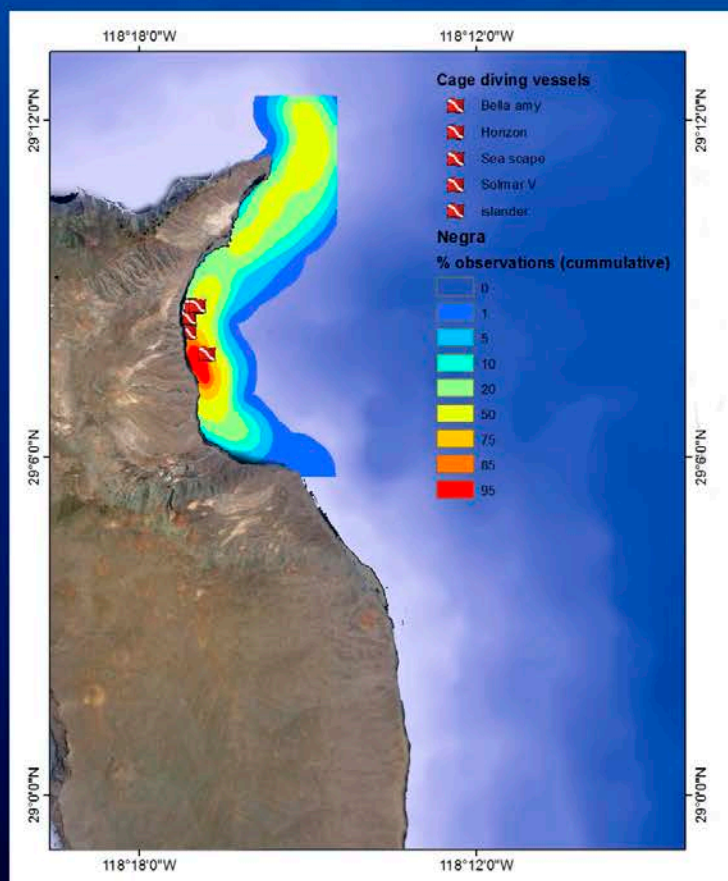 118°18'0"W 118°12'0"W
29°12'0"N 29°12'0"N
Cage diving vessels
Bella amy
Horizon
Sea scape
Solmar V
islander
Negra
% observations (cummulative)
0
1
5
10
20
50
75
85
95
29°6'0"N 29°6'0"N
29°0'0"N 29°0'0"N
118°18'0"W 118°12'0"W